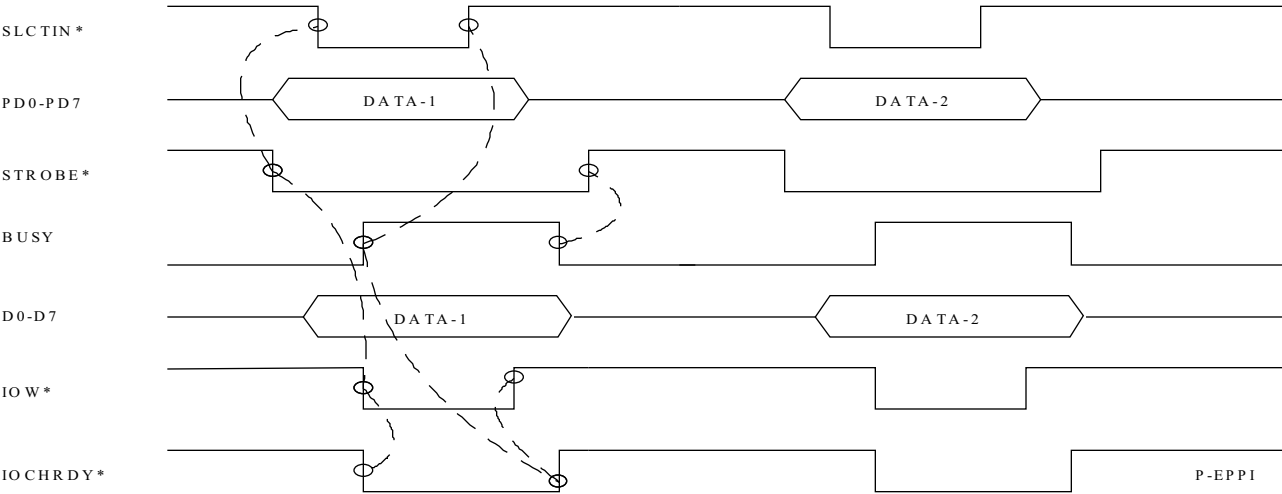 SLCTIN*
PD0-PD7 DATA-1 DATA-2
STROBE*
BUSY
D0-D7 DATA-1 DATA-2
IOW*
IOCHRDY* P-EPPI